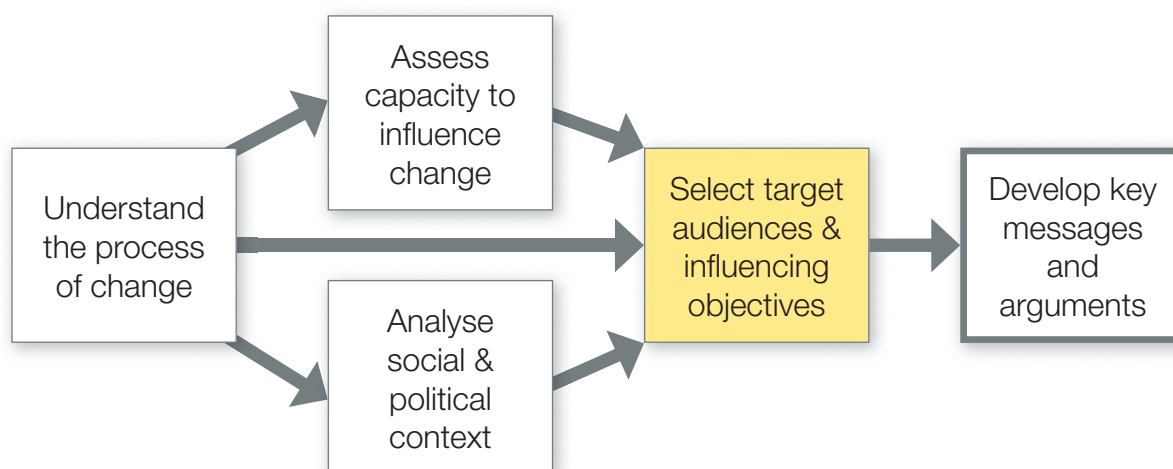 Understand
the process
of change
Assess
capacity to
influence
change
Analyse
social &
political
context
Select target
audiences &
influencing
objectives
Develop key
messages
and
arguments